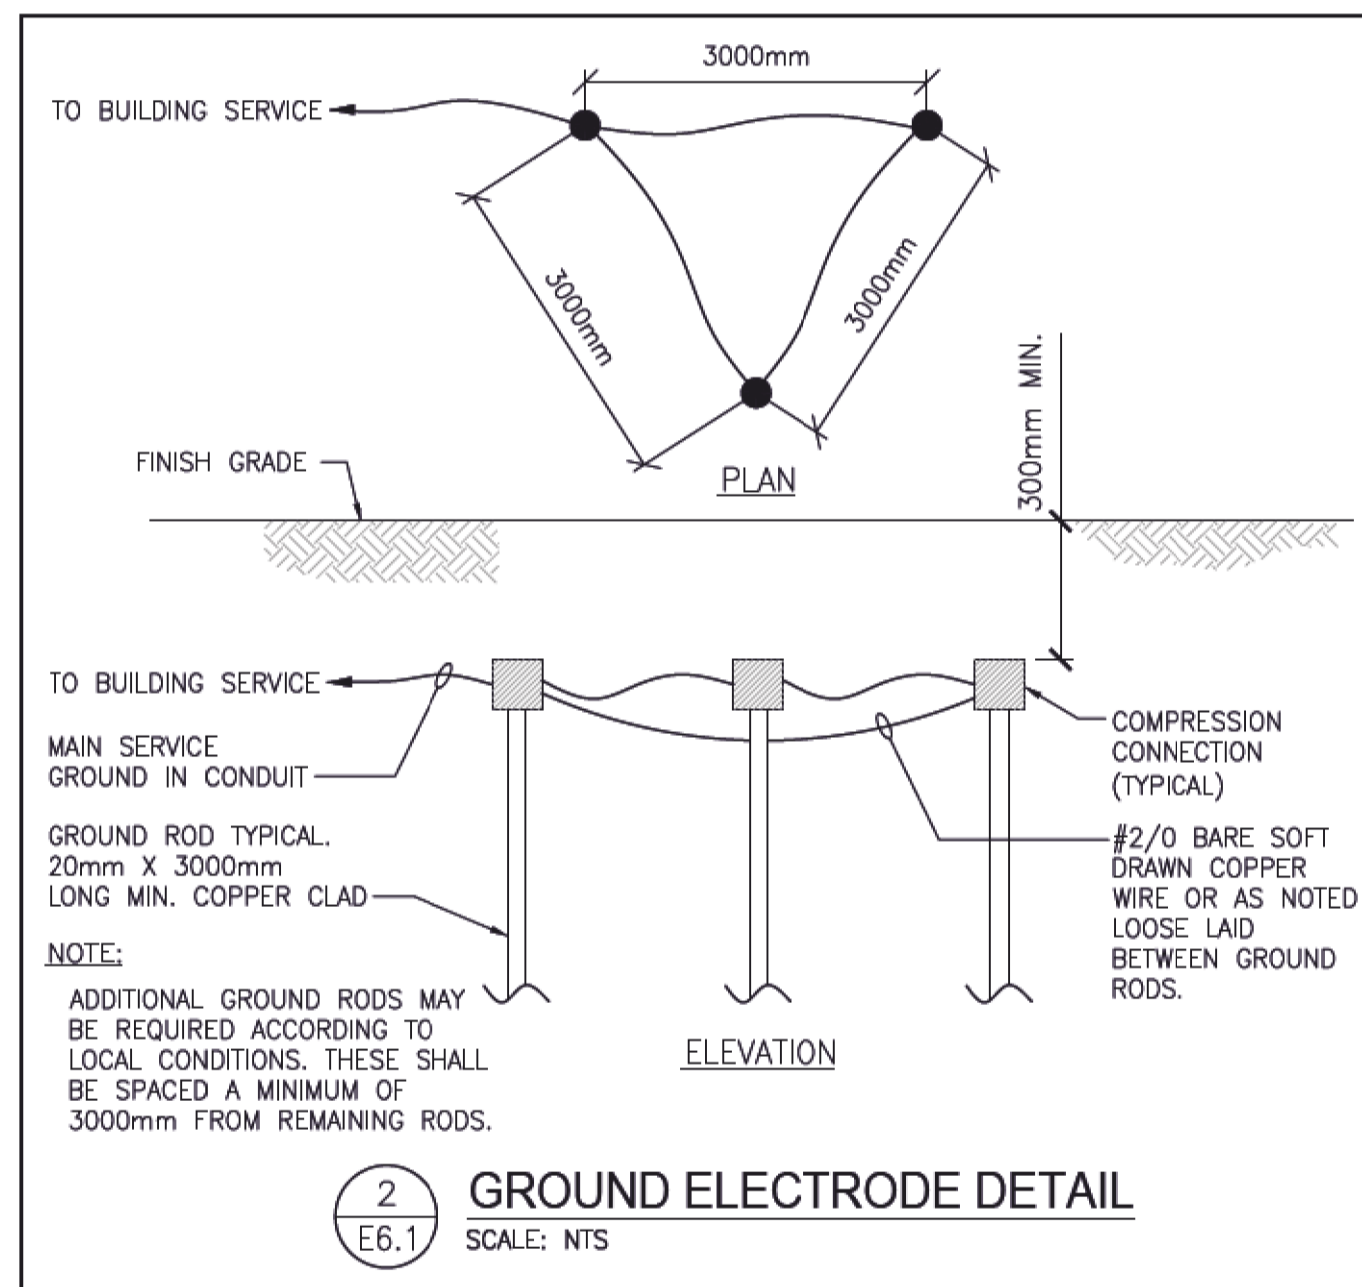 3000mm
TO BUILDING SERVICE
3000mm
3000mm
PLAN
300mm MIN.
FINISH GRADE
TO BUILDING SERVICE
MAIN SERVICE
GROUND IN CONDUIT
GROUND ROD TYPICAL.
20mm X 3000mm
LONG MIN. COPPER CLAD
COMPRESSION
CONNECTION
(TYPICAL)
#2/0 BARE SOFT
DRAWN COPPER
WIRE OR AS NOTED
LOOSE LAID
BETWEEN GROUND
RODS.
NOTE:
ADDITIONAL GROUND RODS MAY
BE REQUIRED ACCORDING TO
LOCAL CONDITIONS. THESE SHALL
BE SPACED A MINIMUM OF
3000mm FROM REMAINING RODS.
ELEVATION
2
E6.1
GROUND ELECTRODE DETAIL
SCALE: NTS